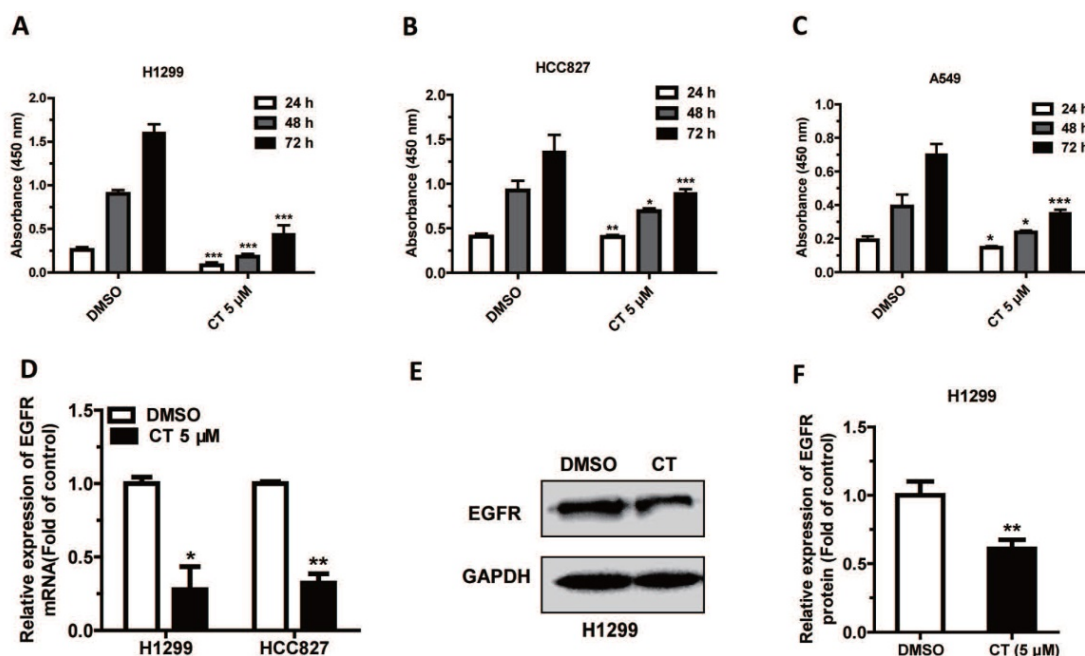 A
H1299
Absorbance (450 nm)
2.0
1.5
1.0
0.5
0.0
24 h
48 h
72 h
***
***
***
DMSO
CT 5 µM
B
HCC827
Absorbance (450 nm)
2.0
1.5
1.0
0.5
0.0
24 h
48 h
72 h
**
*
***
DMSO
CT 5 µM
C
A549
Absorbance (450 nm)
1.0
0.8
0.6
0.4
0.2
0.0
24 h
48 h
72 h
*
*
***
DMSO
CT 5 µM
D
Relative expression of EGFR
mRNA(Fold of control)
1.5
1.0
0.5
0.0
DMSO
CT 5 µM
*
**
H1299
HCC827
E
DMSO CT
EGFR
GAPDH
H1299
F
H1299
Relative expression of EGFR
protein (Fold of control)
1.5
1.0
0.5
0.0
**
DMSO
CT (5 µM)